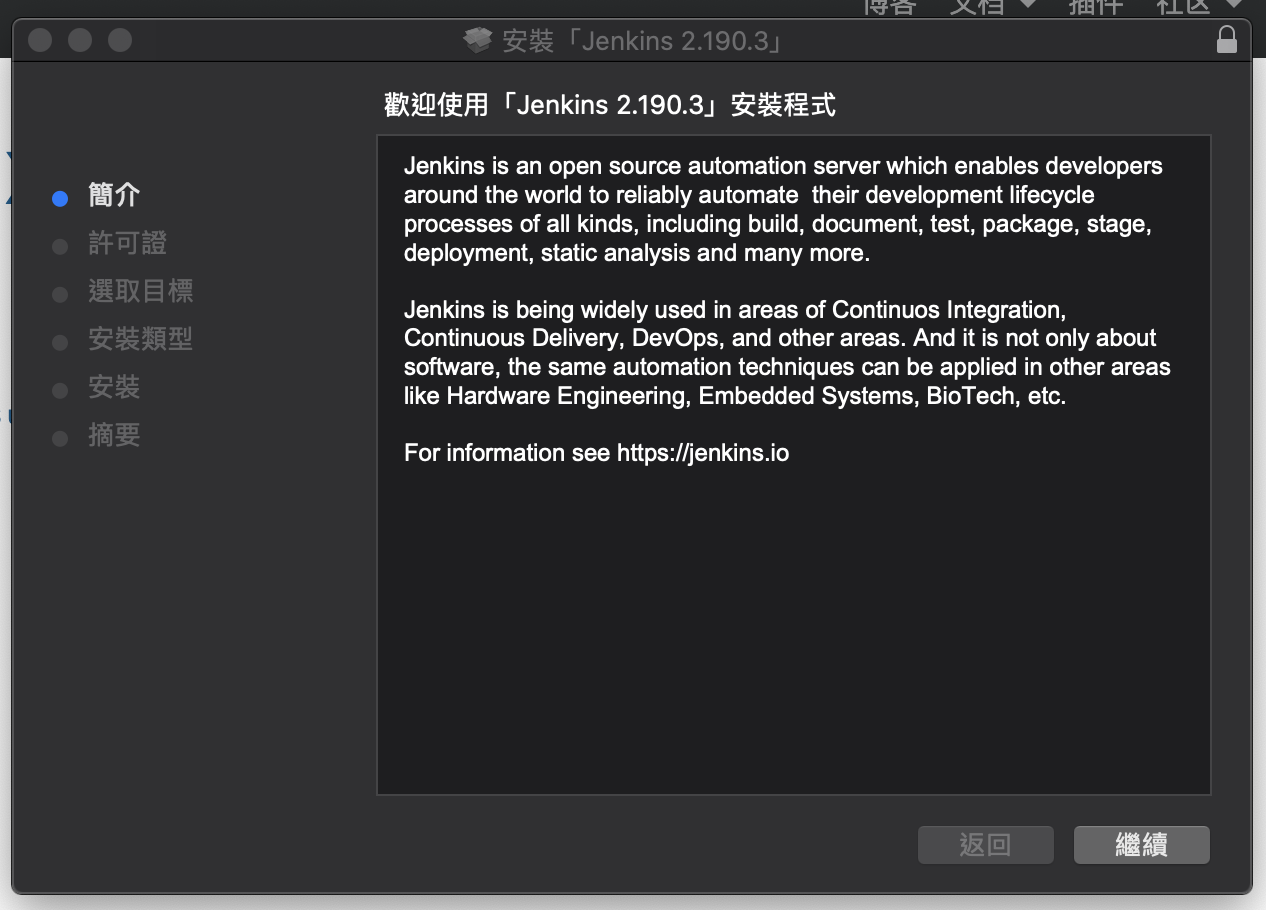 博客 文档 插件 社区
安裝「Jenkins 2.190.3」
歡迎使用「Jenkins 2.190.3」安裝程式
簡介
許可證
選取目標
安裝類型
安裝
摘要
Jenkins is an open source automation server which enables developers
around the world to reliably automate  their development lifecycle
processes of all kinds, including build, document, test, package, stage,
deployment, static analysis and many more.
Jenkins is being widely used in areas of Continuos Integration,
Continuous Delivery, DevOps, and other areas. And it is not only about
software, the same automation techniques can be applied in other areas
like Hardware Engineering, Embedded Systems, BioTech, etc.
For information see https://jenkins.io
返回 繼續